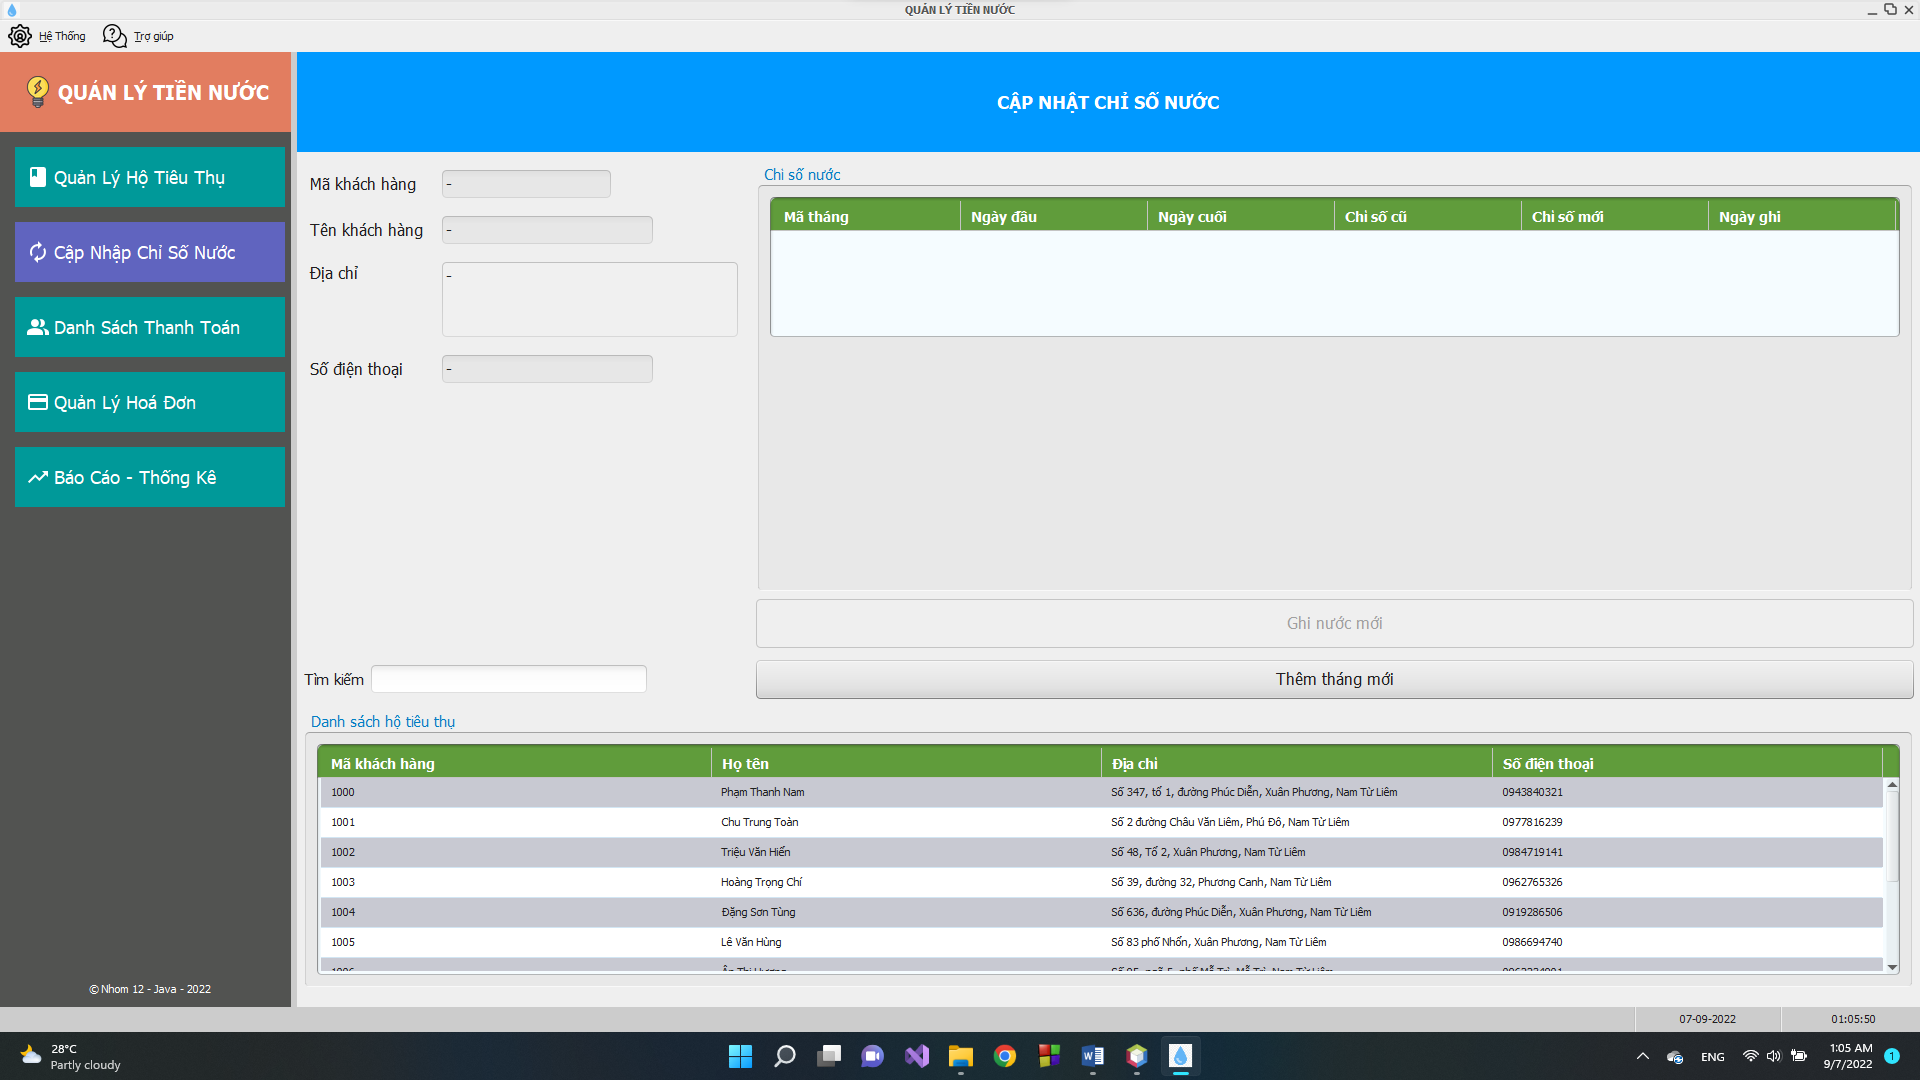 QUẢN LÝ TIỀN NƯỚC
Hệ Thống
Trợ giúp
QUẢN LÝ TIỀN NƯỚC
Quản Lý Hộ Tiêu Thụ
Cập Nhập Chỉ Số Nước
Danh Sách Thanh Toán
Quản Lý Hoá Đơn
Báo Cáo - Thống Kê
© Nhom 12 - Java - 2022
CẬP NHẬT CHỈ SỐ NƯỚC
Mã khách hàng -
Tên khách hàng -
Địa chỉ -
Số điện thoại -
Chỉ số nước
Mã tháng Ngày đầu Ngày cuối Chỉ số cũ Chỉ số mới Ngày ghi
Ghi nước mới
Tìm kiếm
Thêm tháng mới
Danh sách hộ tiêu thụ
Mã khách hàng Họ tên Địa chỉ Số điện thoại
1000 Phạm Thanh Nam Số 347, tổ 1, đường Phúc Diễn, Xuân Phương, Nam Từ Liêm 0943840321
1001 Chu Trung Toàn Số 2 đường Châu Văn Liêm, Phú Đô, Nam Từ Liêm 0977816239
1002 Triệu Văn Hiển Số 48, Tổ 2, Xuân Phương, Nam Từ Liêm 0984719141
1003 Hoàng Trọng Chí Số 39, đường 32, Phương Canh, Nam Từ Liêm 0962765326
1004 Đặng Sơn Tùng Số 636, đường Phúc Diễn, Xuân Phương, Nam Từ Liêm 0919286506
1005 Lê Văn Hùng Số 83 phố Nhổn, Xuân Phương, Nam Từ Liêm 0986694740
07-09-2022
01:05:50
28°C
Partly cloudy
ENG
1:05 AM
9/7/2022
1